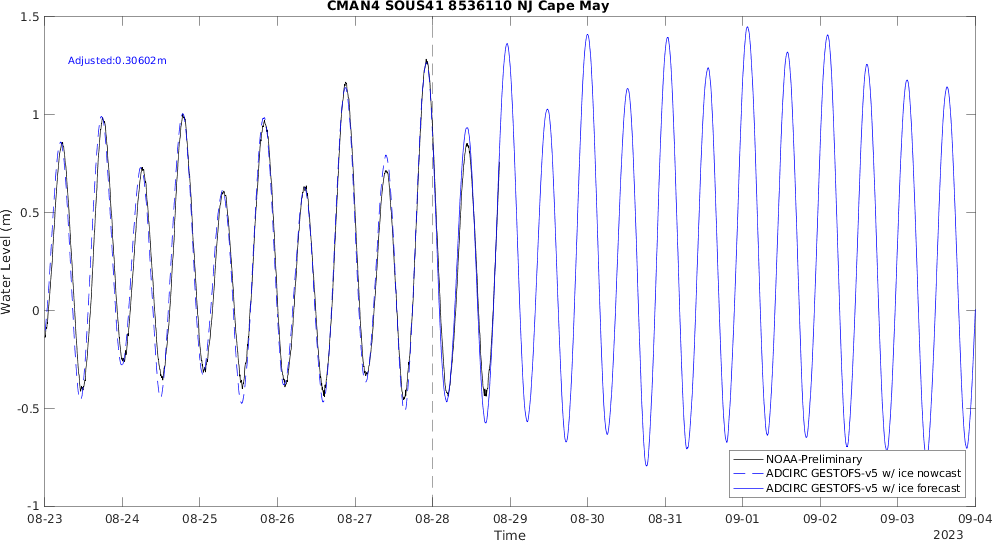 CMAN4 SOUS41 8536110 NJ Cape May
Adjusted:0.30602m
Water Level (m)
1.5
1
0.5
0
-0.5
-1
08-23 08-24 08-25 08-26 08-27 08-28 08-29 08-30 08-31 09-01 09-02 09-03 09-04
Time
2023
NOAA-Preliminary
ADCIRC GESTOFS-v5 w/ ice nowcast
ADCIRC GESTOFS-v5 w/ ice forecast